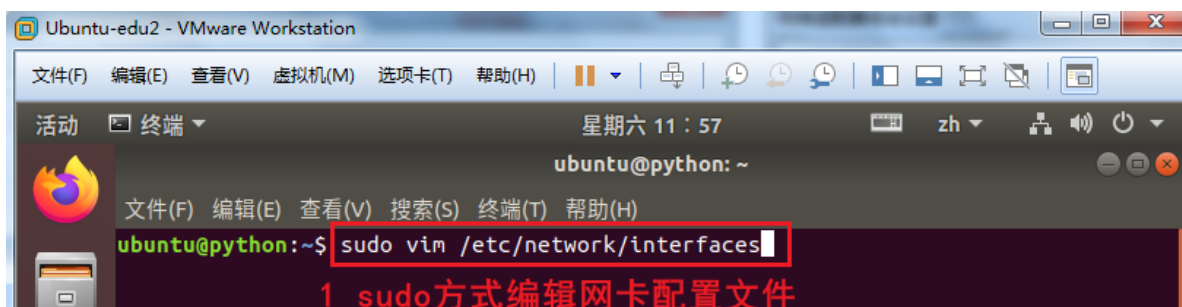 Ubuntu-edu2 - VMware Workstation
文件(F) 编辑(E) 查看(V) 虚拟机(M) 选项卡(T) 帮助(H)
活动 终端 星期六 11：57 zh
ubuntu@python: ~
文件(F) 编辑(E) 查看(V) 搜索(S) 终端(T) 帮助(H)
ubuntu@python:~$ sudo vim /etc/network/interfaces
1 sudo方式编辑网卡配置文件